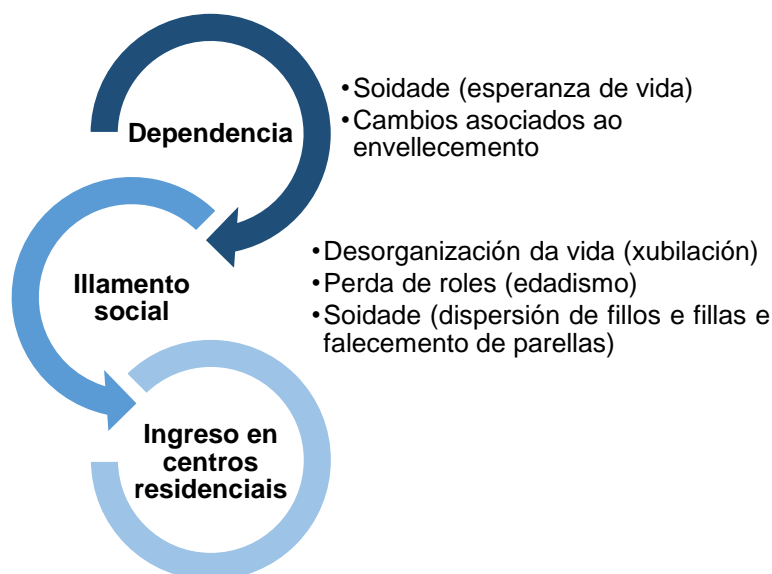 Dependencia
•Soidade (esperanza de vida)
•Cambios asociados ao
envellecemento
Illamento
social
•Desorganización da vida (xubilación)
•Perda de roles (edadismo)
•Soidade (dispersión de fillos e fillas e
falecemento de parellas)
Ingreso en
centros
residenciais